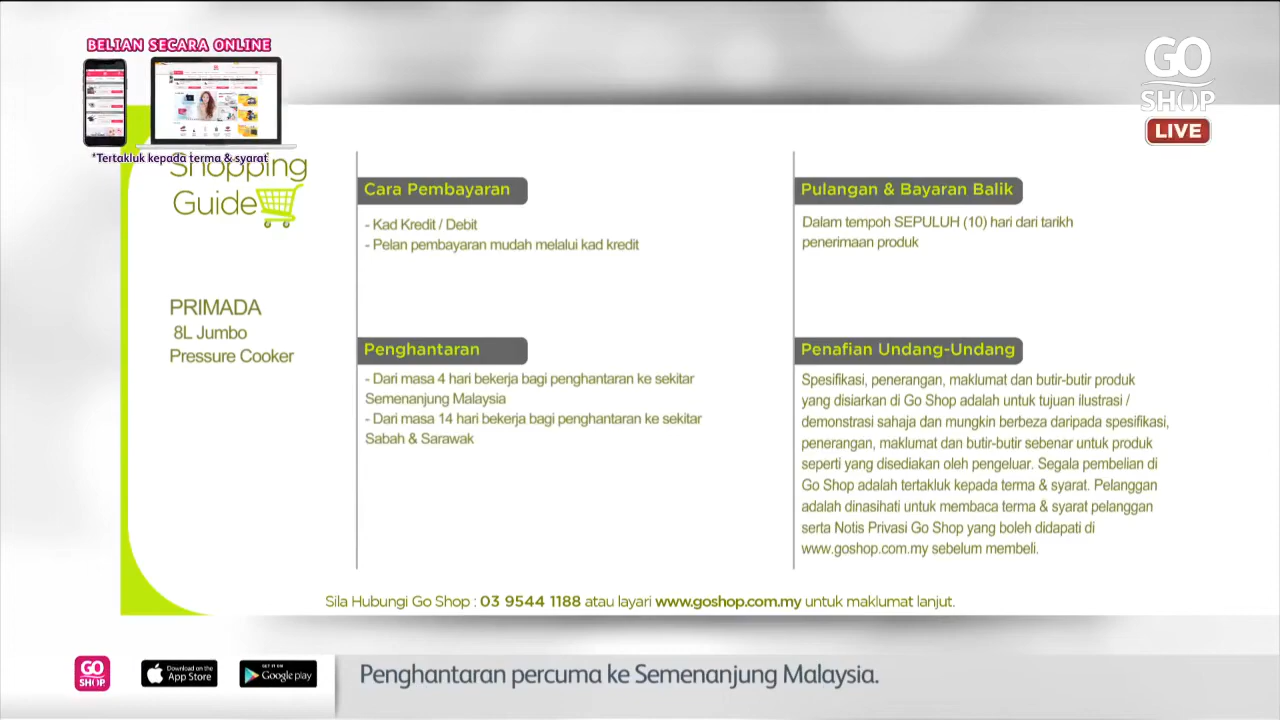 BELIAN SECARA ONLINE
*Tertakluk kepada terma & syarat
GO
SHOP
LIVE
Shopping
Guide
PRIMADA
8L Jumbo
Pressure Cooker
Cara Pembayaran
- Kad Kredit / Debit
- Pelan pembayaran mudah melalui kad kredit
Penghantaran
- Dari masa 4 hari bekerja bagi penghantaran ke sekitar
Semenanjung Malaysia
- Dari masa 14 hari bekerja bagi penghantaran ke sekitar
Sabah & Sarawak
Pulangan & Bayaran Balik
Dalam tempoh SEPULUH (10) hari dari tarikh
penerimaan produk
Penafian Undang-Undang
Spesifikasi, penerangan, maklumat dan butir-butir produk
yang disiarkan di Go Shop adalah untuk tujuan ilustrasi /
demonstrasi sahaja dan mungkin berbeza daripada spesifikasi,
penerangan, maklumat dan butir-butir sebenar untuk produk
seperti yang disediakan oleh pengeluar. Segala pembelian di
Go Shop adalah tertakluk kepada terma & syarat. Pelanggan
adalah dinasihati untuk membaca terma & syarat pelanggan
serta Notis Privasi Go Shop yang boleh didapati di
www.goshop.com.my sebelum membeli.
Sila Hubungi Go Shop : 03 9544 1188 atau layari www.goshop.com.my untuk maklumat lanjut.
GO
SHOP
Download on the
App Store
GET IT ON
Google play
Penghantaran percuma ke Semenanjung Malaysia.